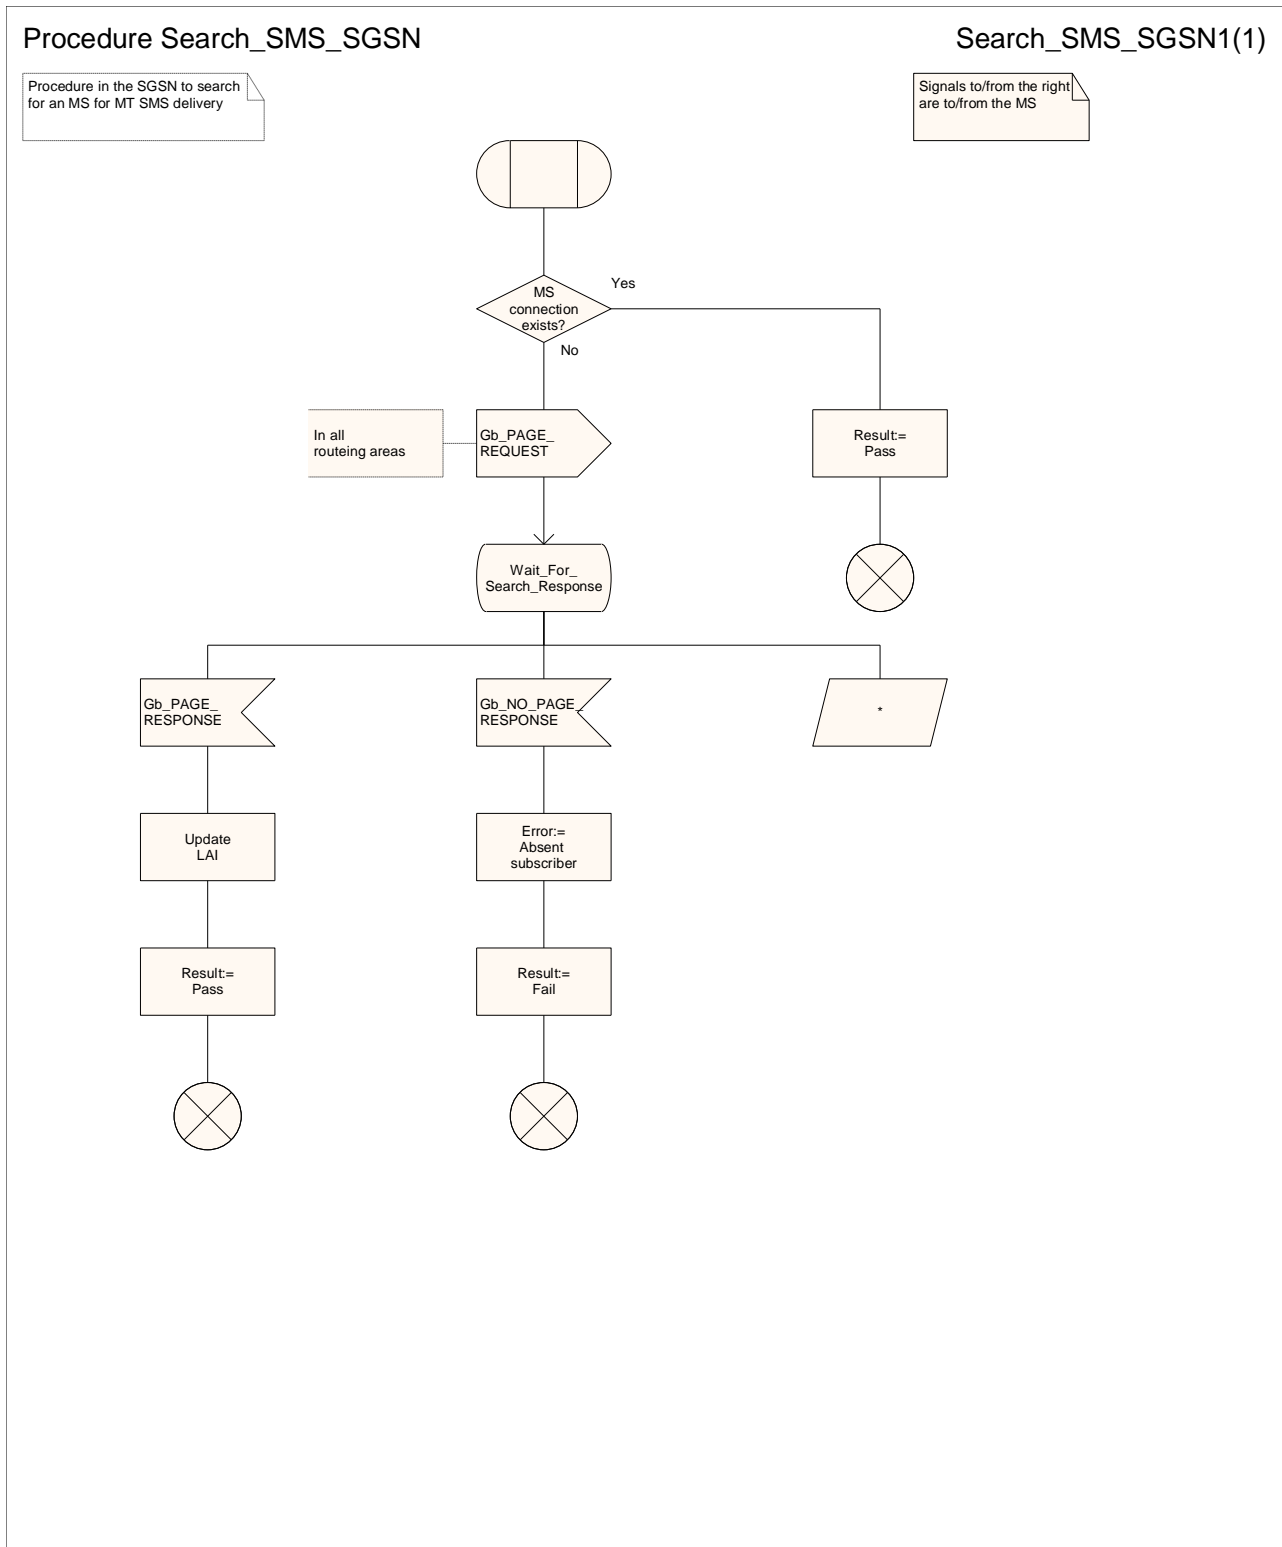 Procedure Search_SMS_SGSN
Search_SMS_SGSN1(1)
Procedure in the SGSN to search
for an MS for MT SMS delivery
Signals to/from the right
are to/from the MS
MS
connection
exists?
Yes
No
In all
routeing areas
Gb_PAGE_
REQUEST
Result:=
Pass
Wait_For_
Search_Response
Gb_PAGE_
RESPONSE
Gb_NO_PAGE_
RESPONSE
*
Update
LAI
Error:=
Absent
subscriber
Result:=
Pass
Result:=
Fail